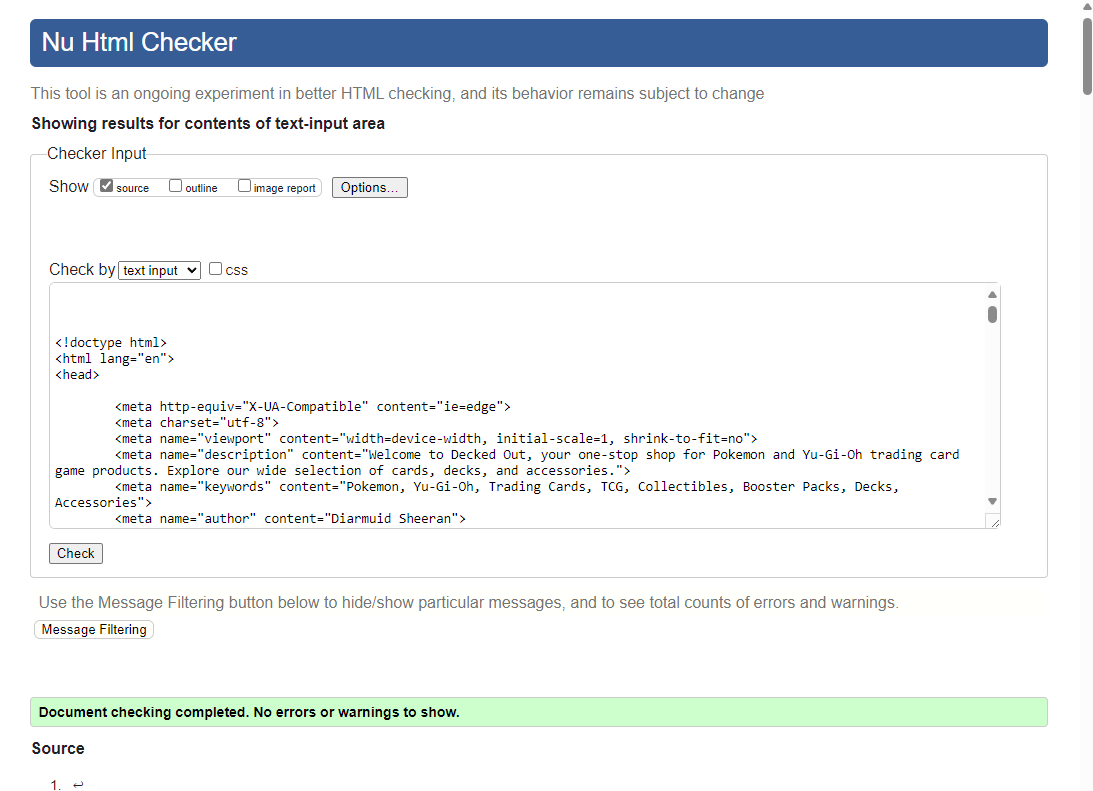 Nu Html Checker
This tool is an ongoing experiment in better HTML checking, and its behavior remains subject to change
Showing results for contents of text-input area
Checker Input
Show source outline image report Options...
Check by text input css
<!doctype html>
<html lang="en">
<head>
<meta http-equiv="X-UA-Compatible" content="ie=edge">
<meta charset="utf-8">
<meta name="viewport" content="width=device-width, initial-scale=1, shrink-to-fit=no">
<meta name="description" content="Welcome to Decked Out, your one-stop shop for Pokemon and Yu-Gi-Oh trading card
game products. Explore our wide selection of cards, decks, and accessories.">
<meta name="keywords" content="Pokemon, Yu-Gi-Oh, Trading Cards, TCG, Collectibles, Booster Packs, Decks,
Accessories">
<meta name="author" content="Diarmuid Sheeran">
Check
Use the Message Filtering button below to hide/show particular messages, and to see total counts of errors and warnings.
Message Filtering
Document checking completed. No errors or warnings to show.
Source
1. ↩